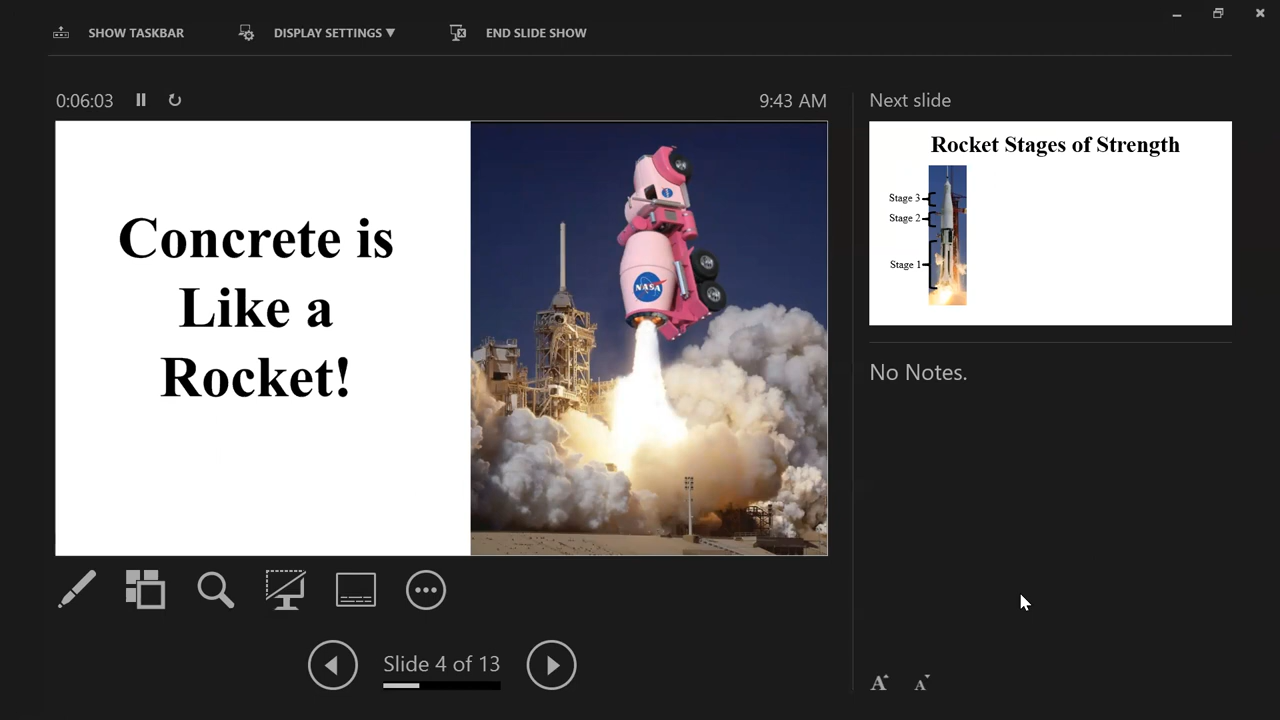 SHOW TASKBAR
DISPLAY SETTINGS ▼
END SLIDE SHOW
0:06:03
9:43 AM
Concrete is
Like a
Rocket!
NASA
Next slide
Rocket Stages of Strength
Stage 3
Stage 2
Stage 1
No Notes.
Slide 4 of 13
A A